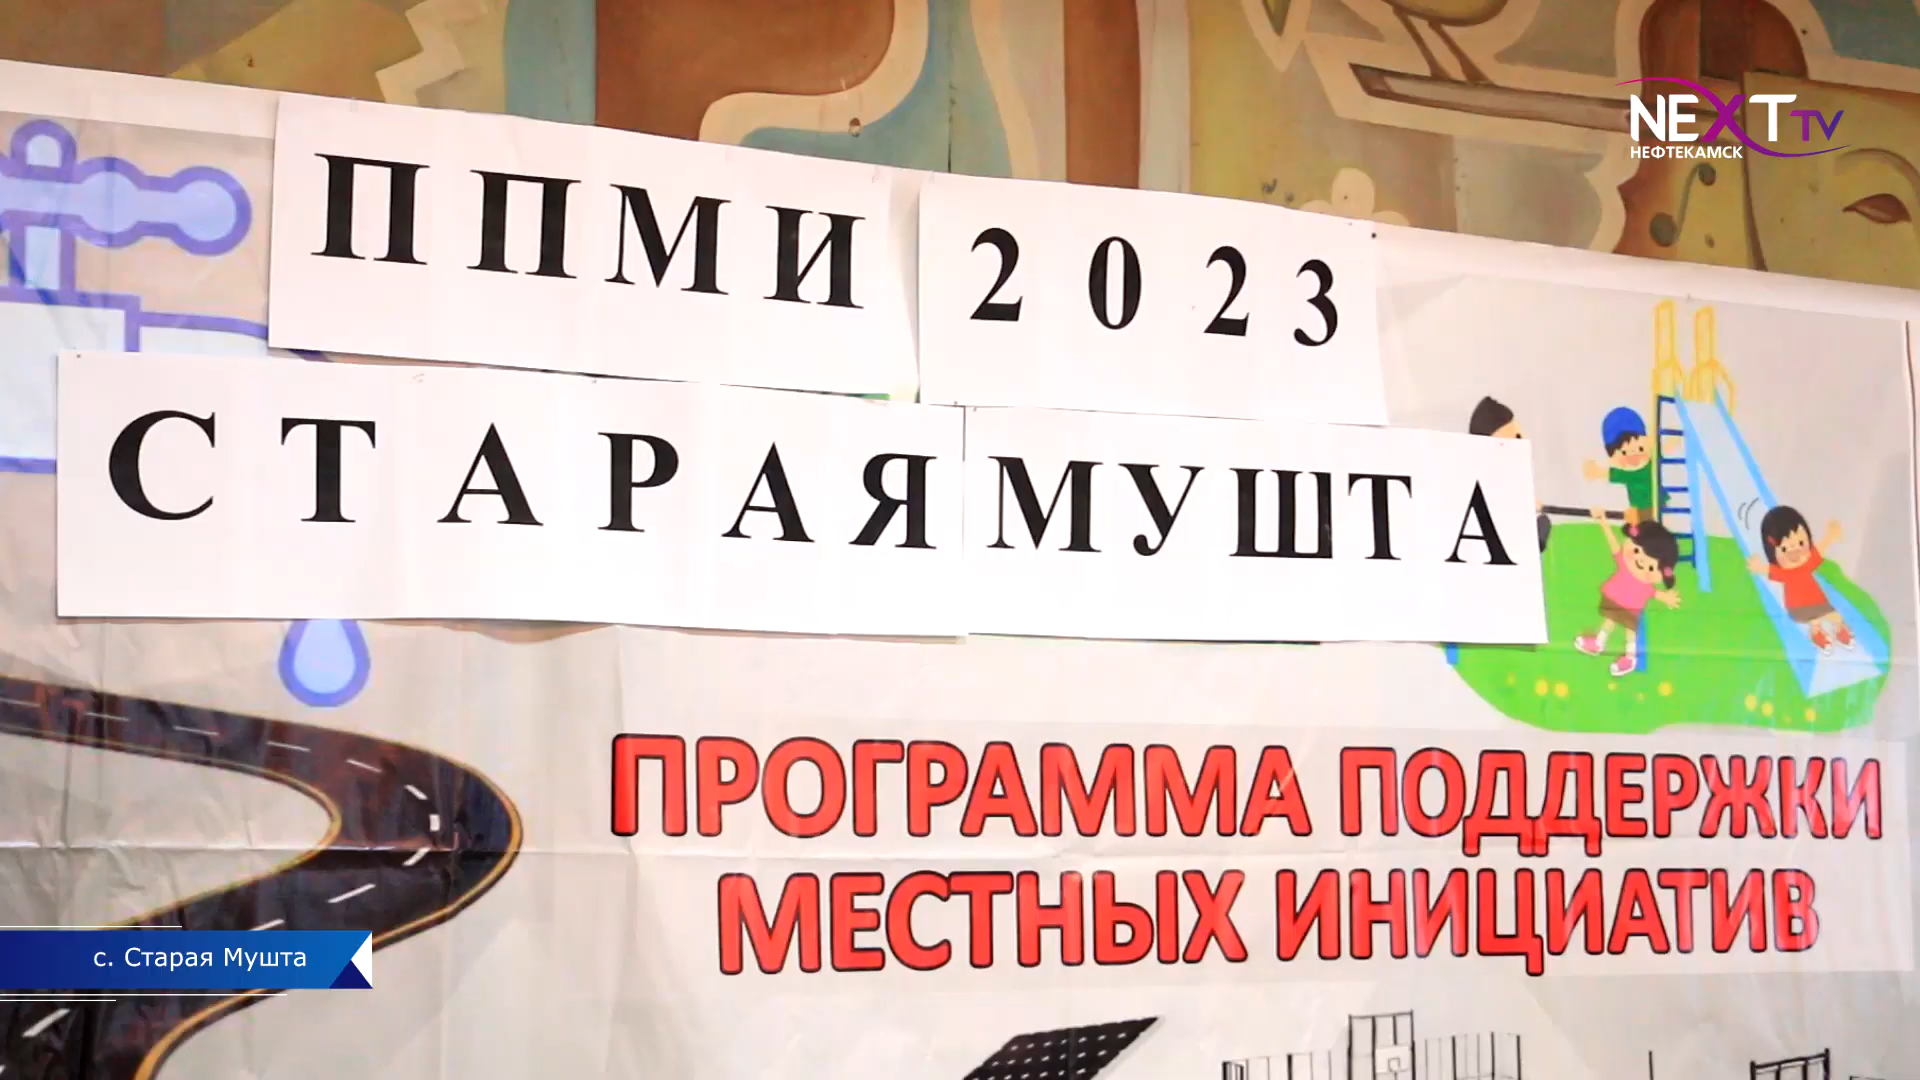 NEXT TV
НЕФТЕКАМСК
ППМИ 2023
СТАРАЯ МУШТА
ПРОГРАММА ПОДДЕРЖКИ
МЕСТНЫХ ИНИЦИАТИВ
с. Старая Мушта